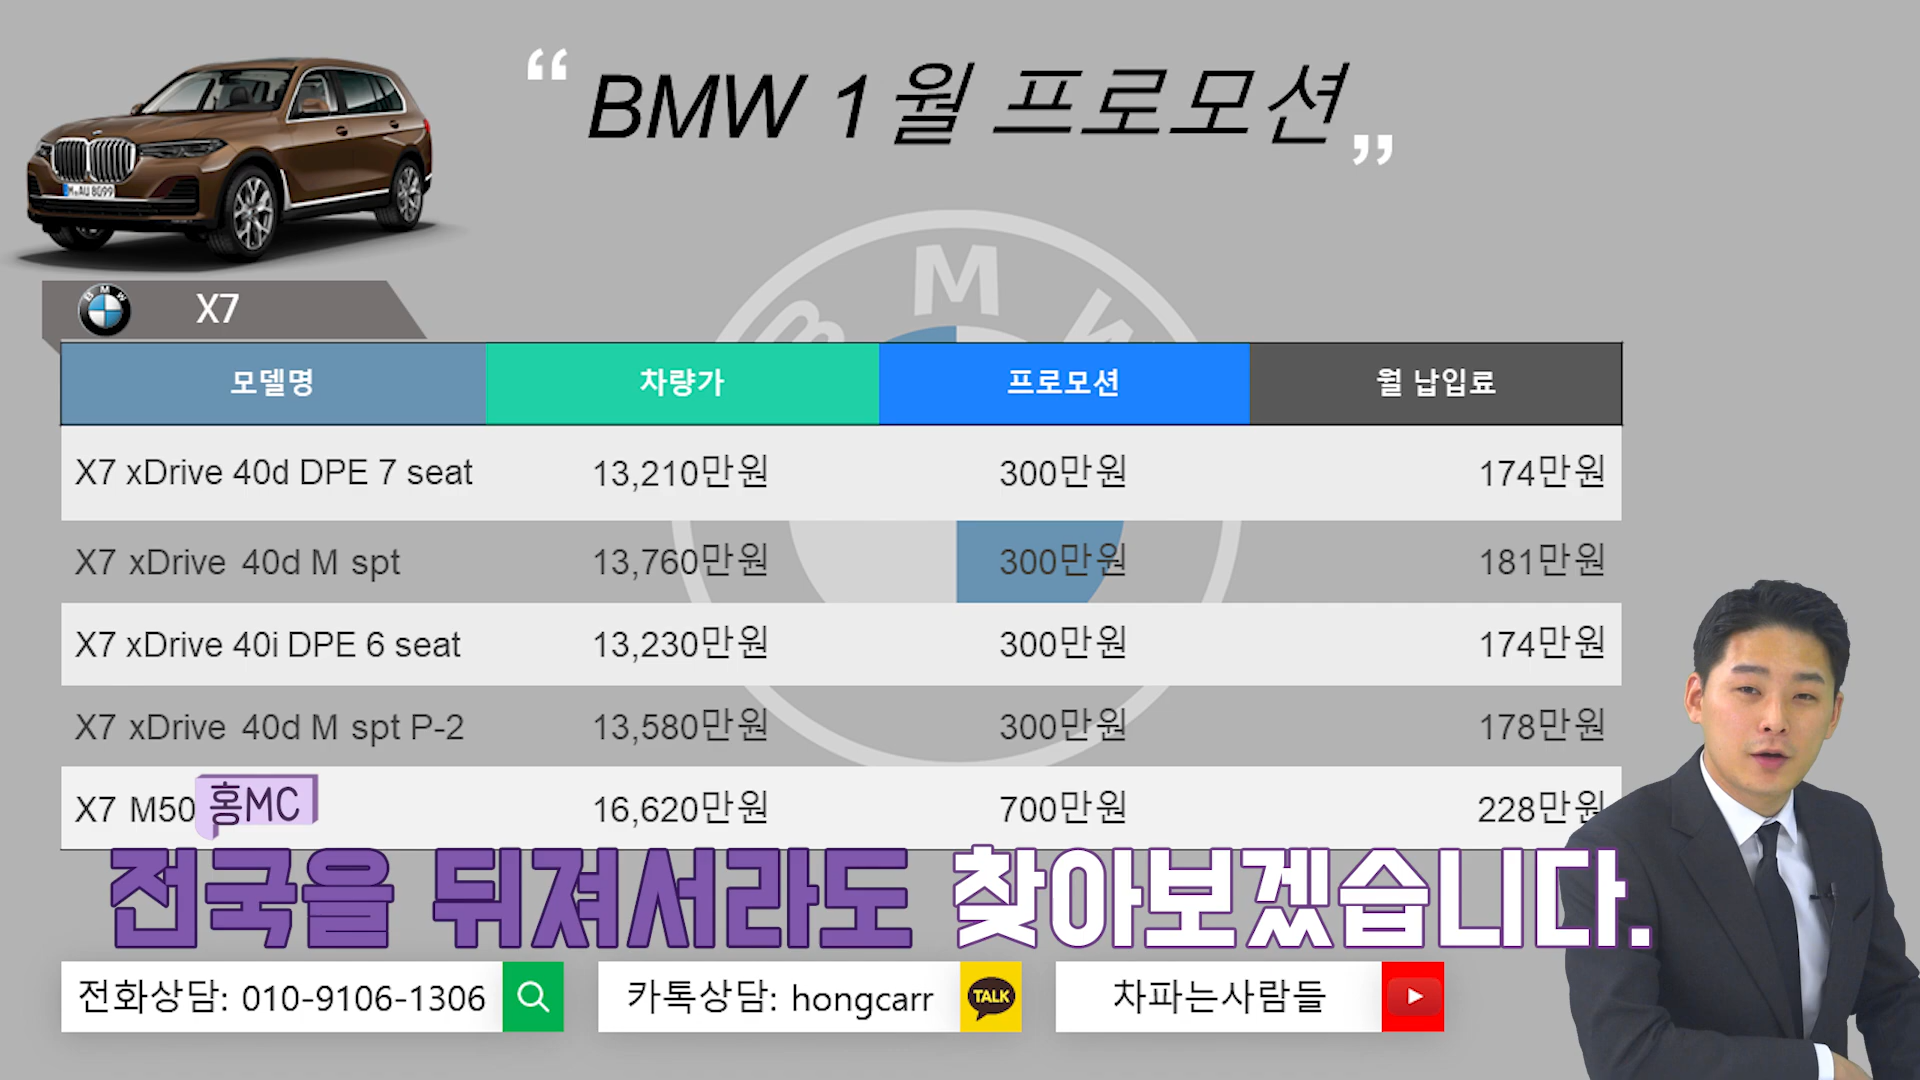 “ BMW 1월 프로모션 ”
M-AU 8099
BMW
X7
BMW
모델명 차량가 프로모션 월 납입료
X7 xDrive 40d DPE 7 seat 13,210만원 300만원 174만원
X7 xDrive 40d M spt 13,760만원 300만원 181만원
X7 xDrive 40i DPE 6 seat 13,230만원 300만원 174만원
X7 xDrive 40d M spt P-2 13,580만원 300만원 178만원
X7 M50 16,620만원 700만원 228만원
홍MC
전국을 뒤져서라도 찾아보겠습니다.
전화상담: 010-9106-1306
카톡상담: hongcarr
TALK
차파는사람들